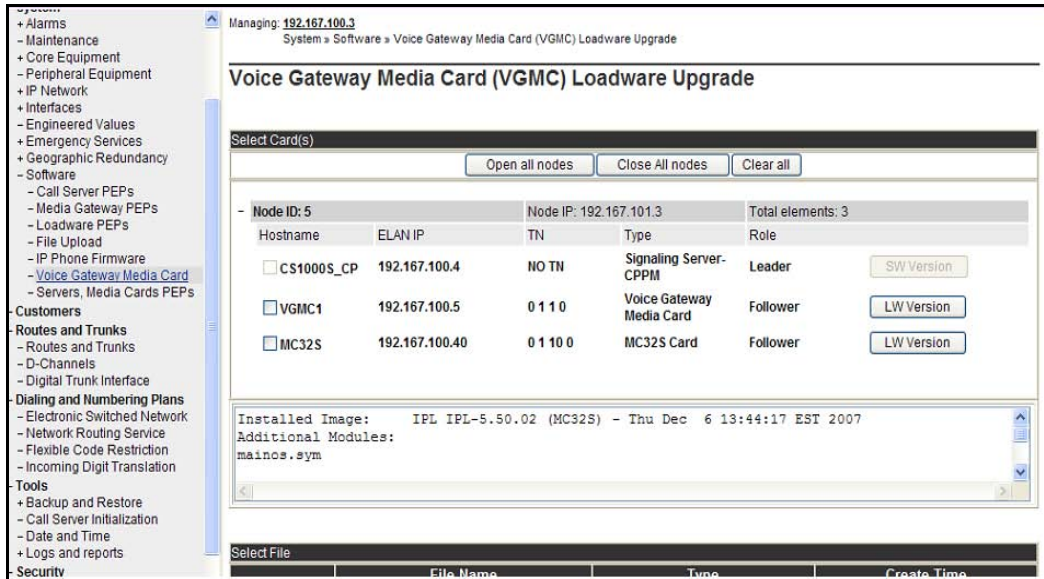 System
+ Alarms
- Maintenance
+ Core Equipment
- Peripheral Equipment
+ IP Network
+ Interfaces
- Engineered Values
+ Emergency Services
+ Geographic Redundancy
- Software
- Call Server PEPs
- Media Gateway PEPs
- Loadware PEPs
- File Upload
- IP Phone Firmware
- Voice Gateway Media Card
- Servers, Media Cards PEPs
- Customers
- Routes and Trunks
- Routes and Trunks
- D-Channels
- Digital Trunk Interface
- Dialing and Numbering Plans
- Electronic Switched Network
- Network Routing Service
- Flexible Code Restriction
- Incoming Digit Translation
- Tools
+ Backup and Restore
- Call Server Initialization
- Date and Time
+ Logs and reports
- Security
Managing: 192.167.100.3
System » Software » Voice Gateway Media Card (VGMC) Loadware Upgrade
Voice Gateway Media Card (VGMC) Loadware Upgrade
Select Card(s)
Open all nodes Close All nodes Clear all
- Node ID: 5 Node IP: 192.167.101.3 Total elements: 3
Hostname ELAN IP TN Type Role
CS1000S_CP 192.167.100.4 NO TN Signaling Server-CPPM Leader SW Version
VGMC1 192.167.100.5 0 1 1 0 Voice Gateway Media Card Follower LW Version
MC32S 192.167.100.40 0 1 10 0 MC32S Card Follower LW Version
Installed Image: IPL IPL-5.50.02 (MC32S) - Thu Dec 6 13:44:17 EST 2007
Additional Modules:
mainos.sym
Select File
File Name Type Create Time